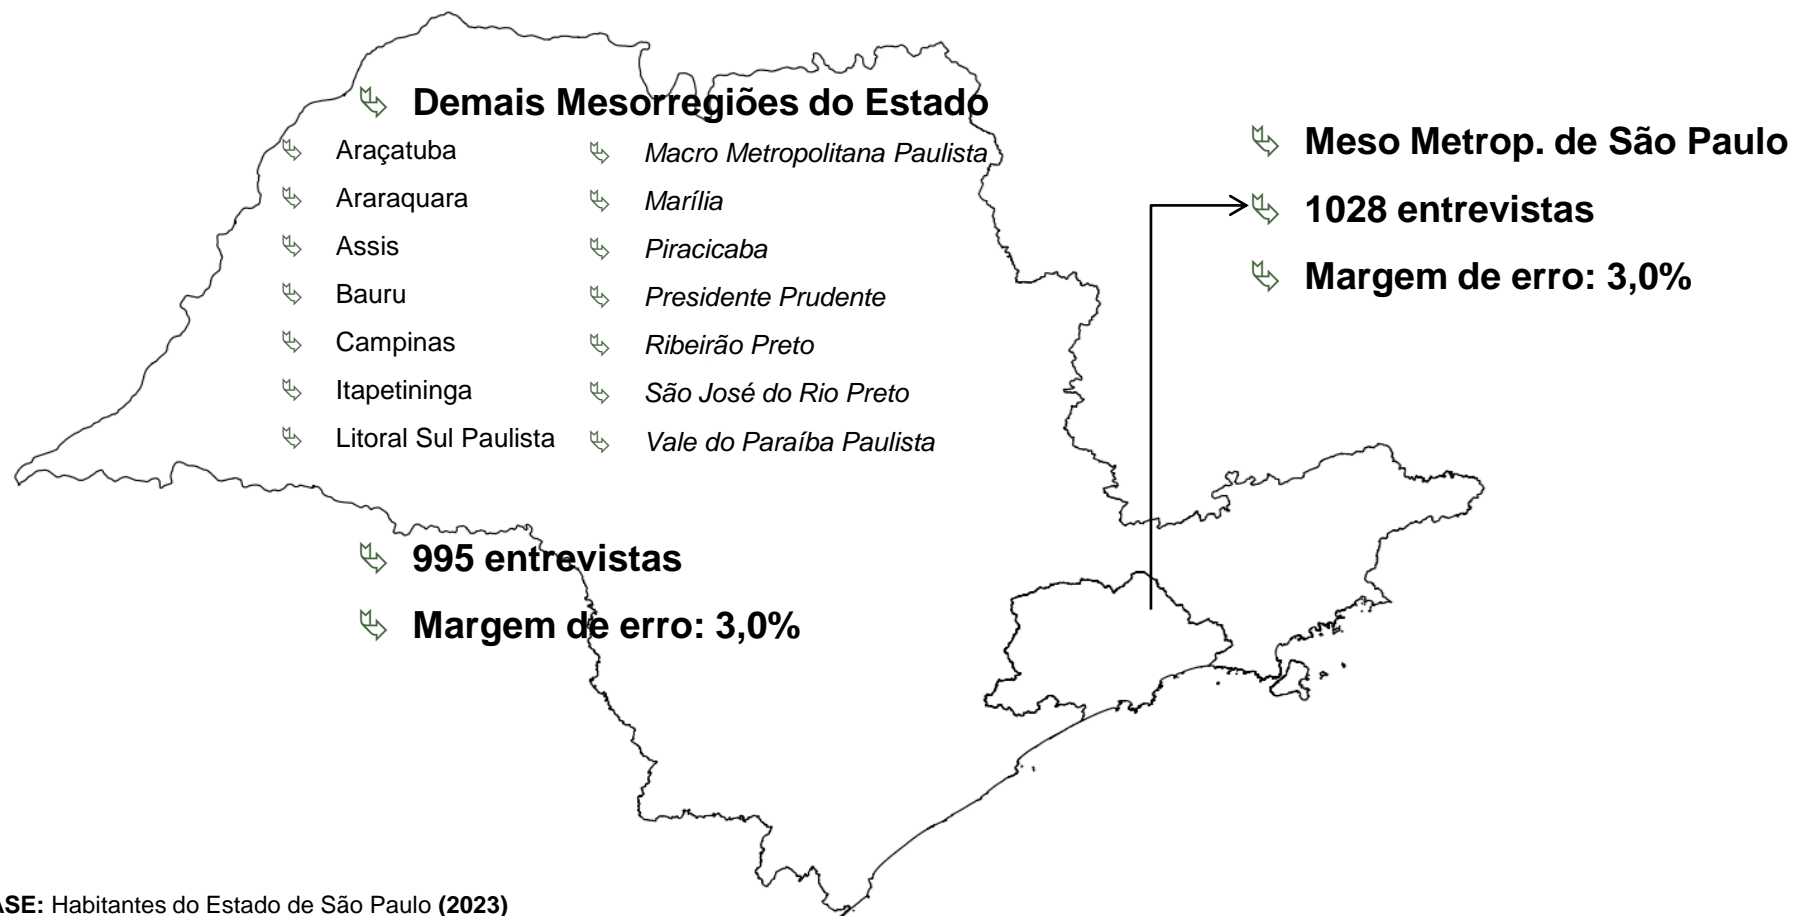 Demais Mesorregiões do Estado
Araçatuba
Araraquara
Assis
Bauru
Campinas
Itapetininga
Litoral Sul Paulista
Macro Metropolitana Paulista
Marília
Piracicaba
Presidente Prudente
Ribeirão Preto
São José do Rio Preto
Vale do Paraíba Paulista
995 entrevistas
Margem de erro: 3,0%
Meso Metrop. de São Paulo
1028 entrevistas
Margem de erro: 3,0%
ASE: Habitantes do Estado de São Paulo (2023)